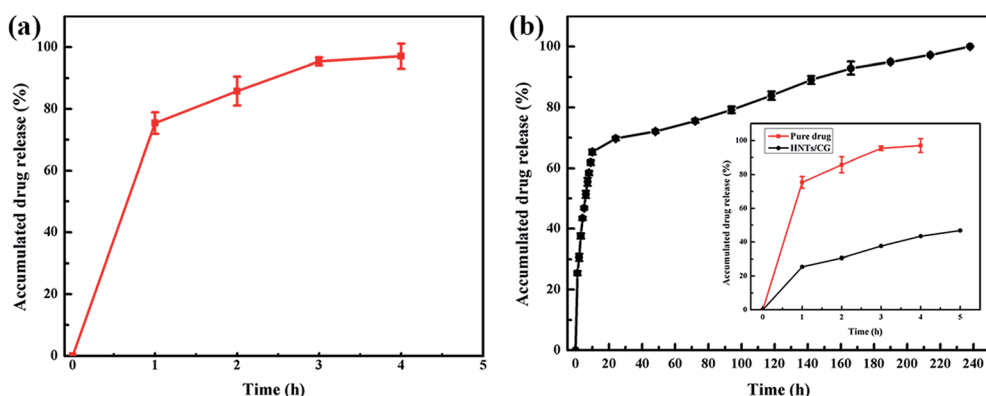 (a)
Accumulated drug release (%)
100
80
60
40
20
0
0 1 2 3 4 5
Time (h)
(b)
Accumulated drug release (%)
100
80
60
40
20
0
0 20 40 60 80 100 120 140 160 180 200 220 240
Time (h)
Pure drug
HNTs/CG
Accumulated drug release (%)
100
80
60
40
20
0
0 1 2 3 4 5
Time (h)